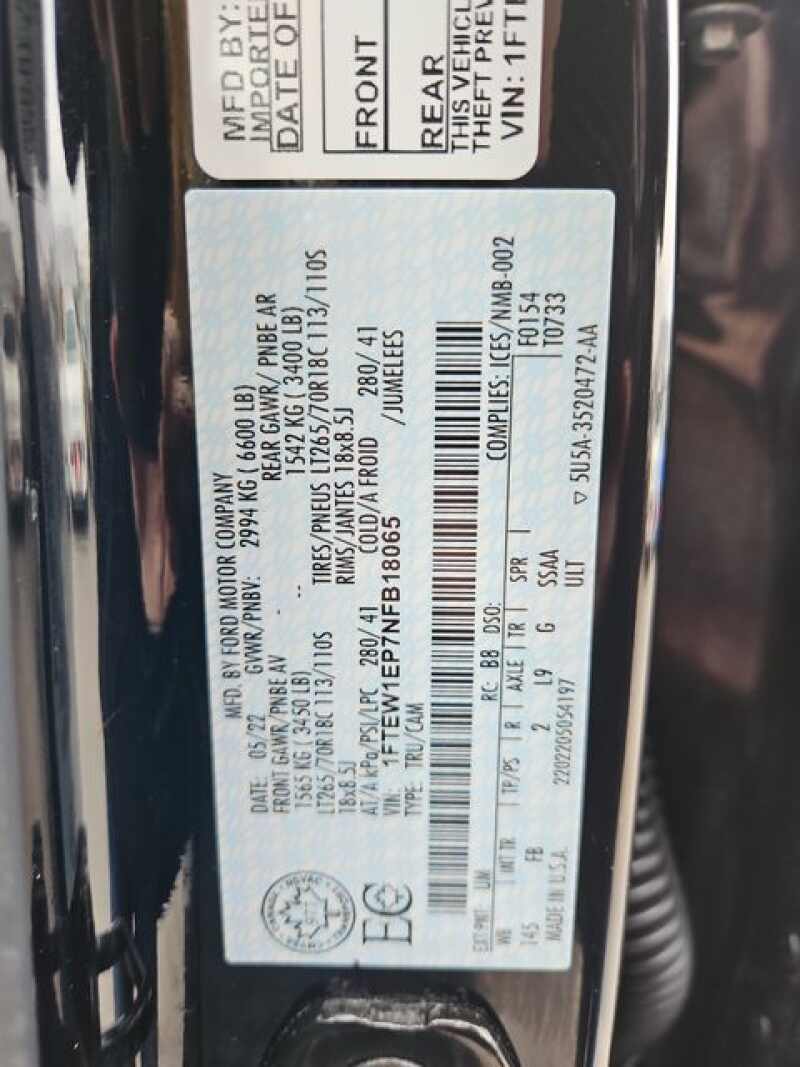 MFD BY:
IMPORTED
DATE OF
FRONT
REAR
THIS VEHICL
THEFT PREV
VIN: 1FTE
MFD. BY FORD MOTOR COMPANY
DATE: 05/22 GVWR/PNBV: 2994 KG ( 6600 LB)
FRONT GAWR/PNBE AV REAR GAWR/ PNBE AR
1565 KG ( 3450 LB) -- 1542 KG ( 3400 LB)
LT265/70R18C 113/110S TIRES/PNEUS LT265/70R18C 113/110S
18x8.5J RIMS/JANTES 18x8.5J
AT/A kPa/PSI/LPC 280/ 41 COLD/A FROID 280/ 41
VIN: 1FTEW1EP7NFB18065 /JUMELEES
TYPE: TRU/CAM
EC
EXT PNT: UM RC: BB DSO: COMPLIES: ICES/NMB-002
WB INT TR TP/PS R AXLE TR SPR F0154
145 FB 2 L9 G SSAA T0733
ULT
MADE IN U.S.A. 2202205054197 ▽ 5U5A-3520472-AA